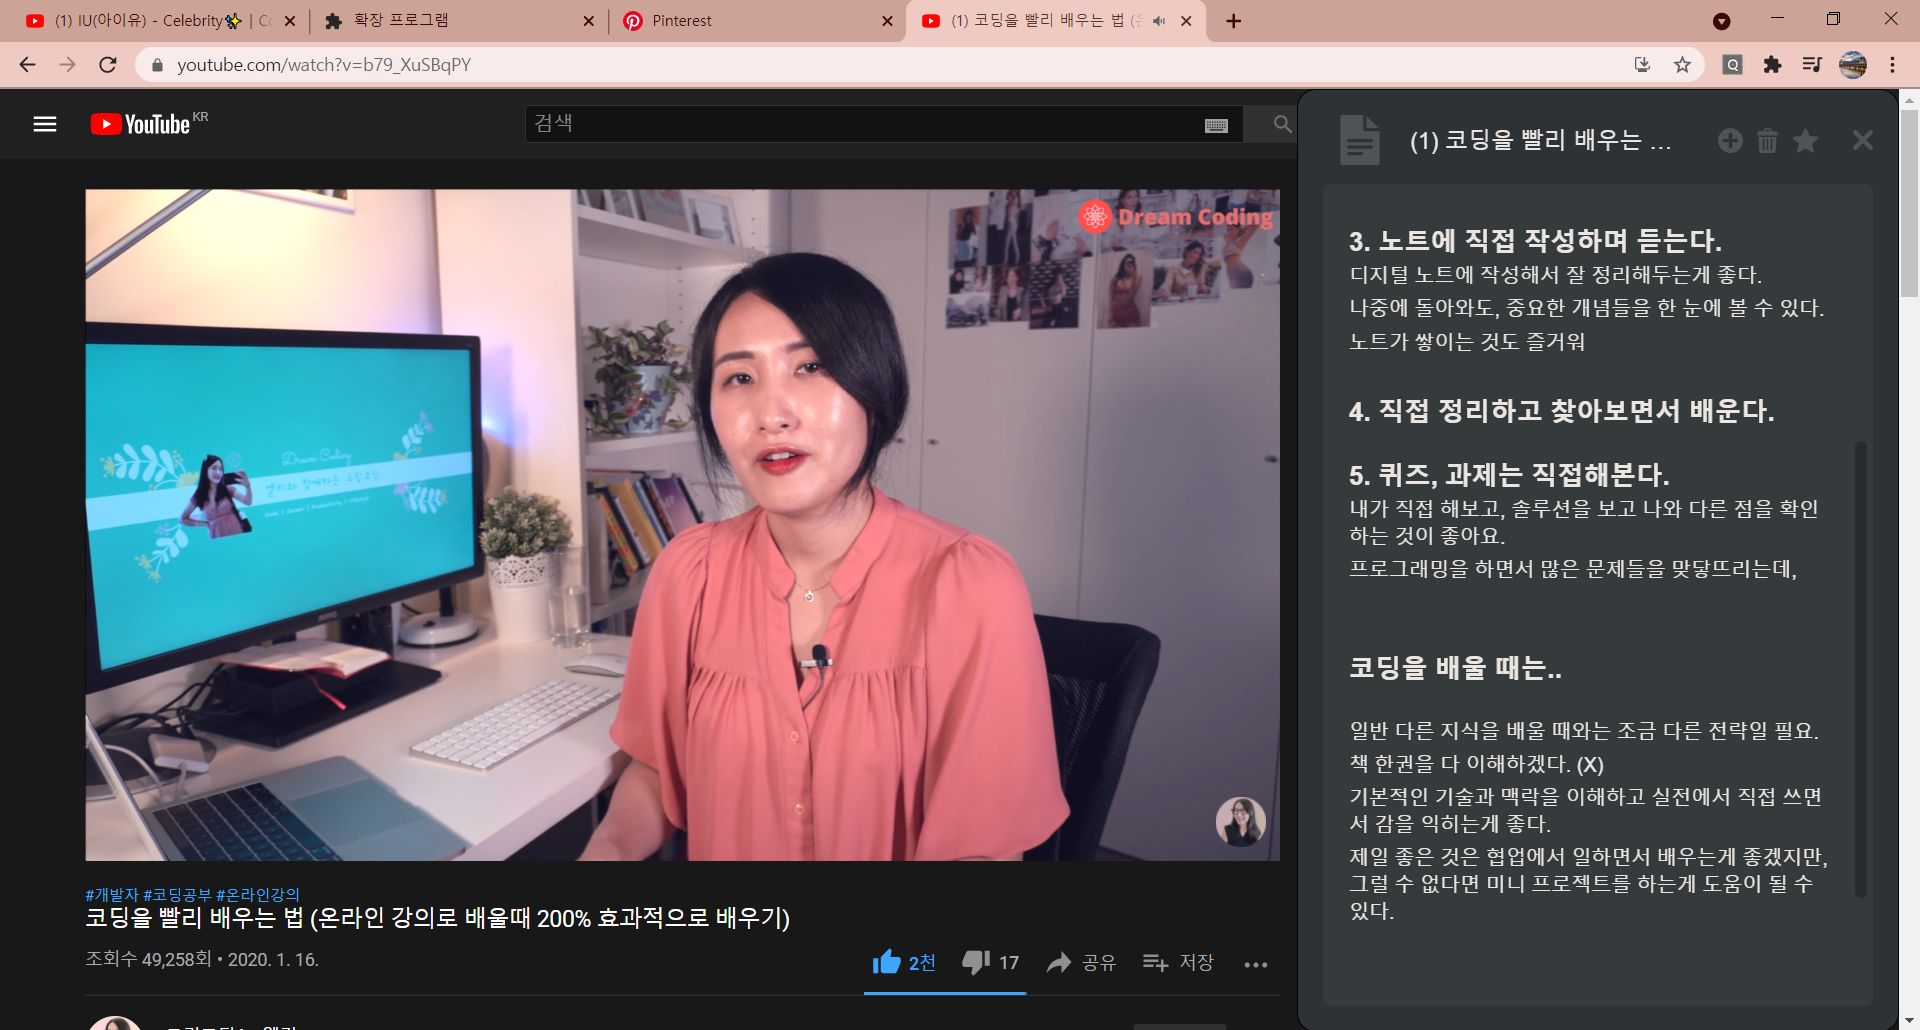 (1) IU(아이유) - Celebrity✨ | Co
확장 프로그램
Pinterest
(1) 코딩을 빨리 배우는 법 (
youtube.com/watch?v=b79_XuSBqPY
YouTube KR
검색
Dream Coding
Dream Coding
엘리와 함께하는 드림코딩
#개발자 #코딩공부 #온라인강의
코딩을 빨리 배우는 법 (온라인 강의로 배울때 200% 효과적으로 배우기)
조회수 49,258회 • 2020. 1. 16.
2천
17
공유
저장
(1) 코딩을 빨리 배우는 ...
3. 노트에 직접 작성하며 듣는다.
디지털 노트에 작성해서 잘 정리해두는게 좋다.
나중에 돌아와도, 중요한 개념들을 한 눈에 볼 수 있다.
노트가 쌓이는 것도 즐거워
4. 직접 정리하고 찾아보면서 배운다.
5. 퀴즈, 과제는 직접해본다.
내가 직접 해보고, 솔루션을 보고 나와 다른 점을 확인
하는 것이 좋아요.
프로그래밍을 하면서 많은 문제들을 맞닿뜨리는데,
코딩을 배울 때는..
일반 다른 지식을 배울 때와는 조금 다른 전략일 필요.
책 한권을 다 이해하겠다. (X)
기본적인 기술과 맥락을 이해하고 실전에서 직접 쓰면
서 감을 익히는게 좋다.
제일 좋은 것은 협업에서 일하면서 배우는게 좋겠지만,
그럴 수 없다면 미니 프로젝트를 하는게 도움이 될 수
있다.